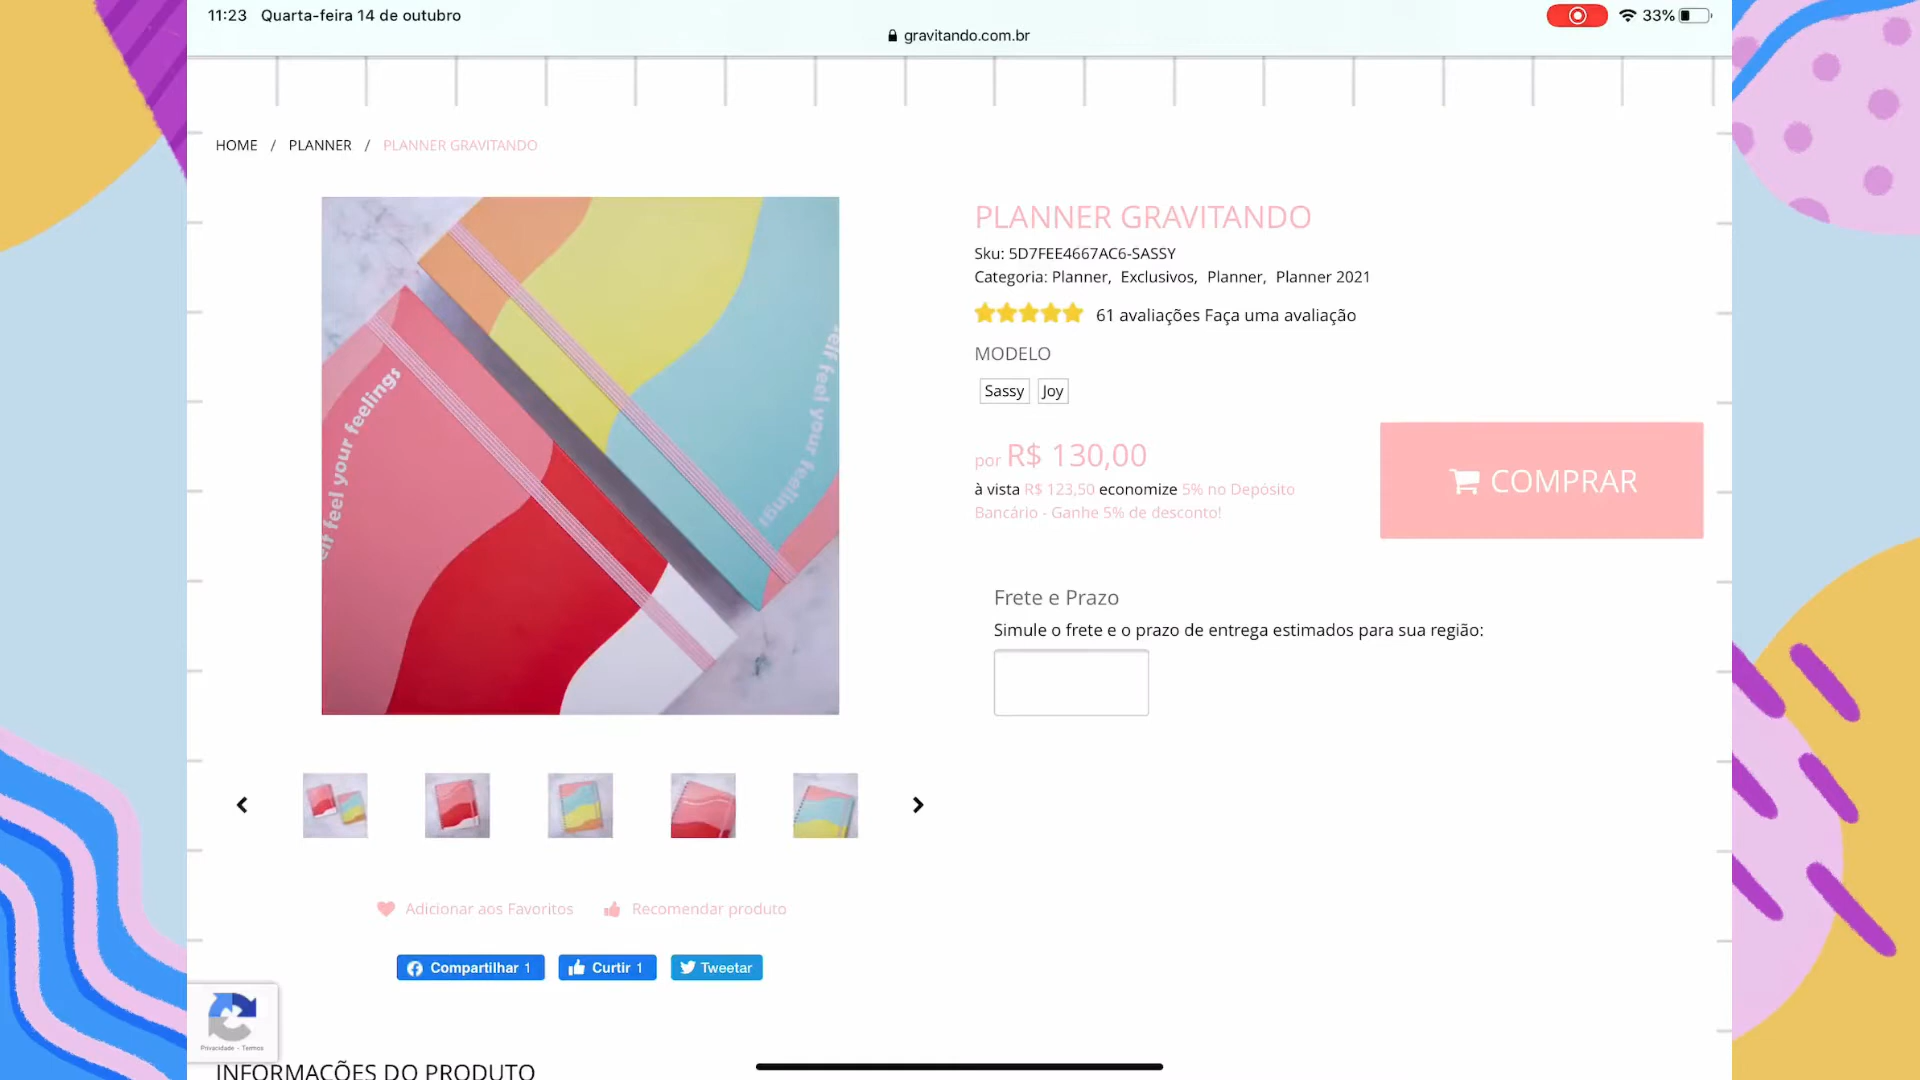 11:23 Quarta-feira 14 de outubro
33%
gravitando.com.br
HOME / PLANNER / PLANNER GRAVITANDO
elf feel your feelings
elf feel your feelings
PLANNER GRAVITANDO
Sku: 5D7FEE4667AC6-SASSY
Categoria: Planner, Exclusivos, Planner, Planner 2021
61 avaliações Faça uma avaliação
MODELO
Sassy Joy
por R$ 130,00
à vista R$ 123,50 economize 5% no Depósito
Bancário - Ganhe 5% de desconto!
COMPRAR
Frete e Prazo
Simule o frete e o prazo de entrega estimados para sua região:
Adicionar aos Favoritos Recomendar produto
Compartilhar 1 Curtir 1 Tweetar
Privacidade - Termos
INFORMAÇÕES DO PRODUTO